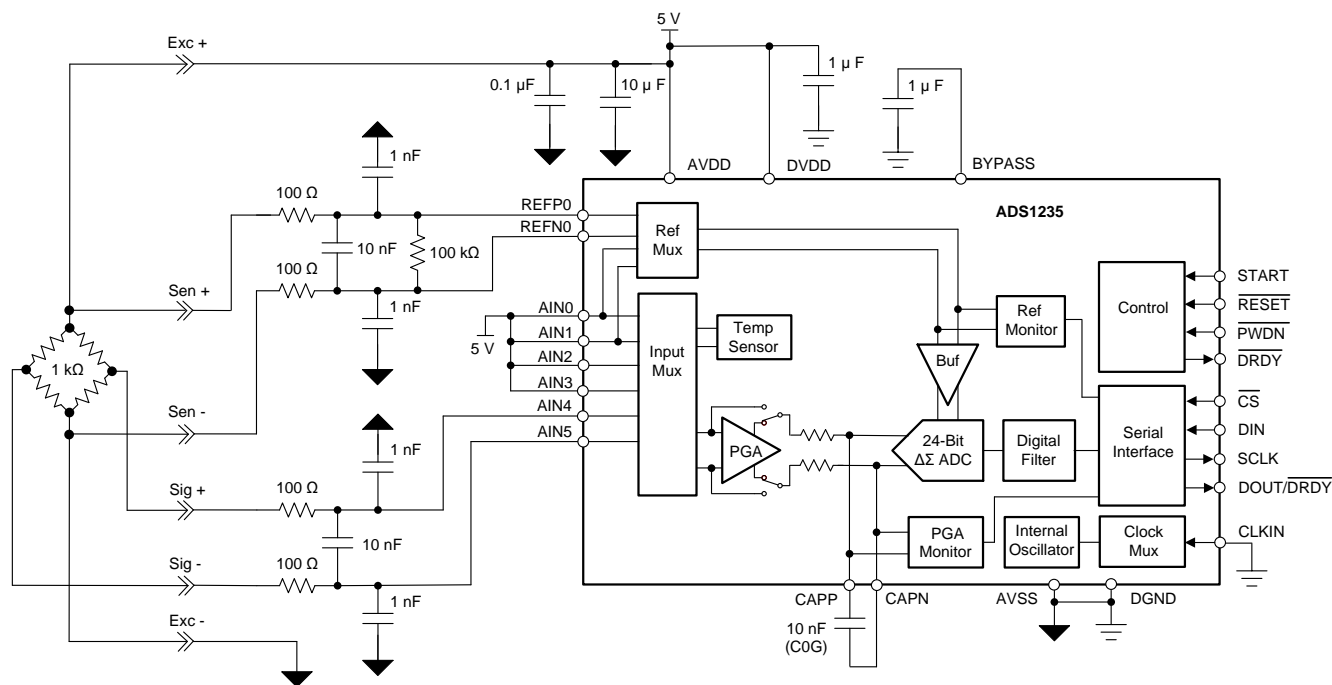 5 V
Exc +
0.1 µF
10 µ F
1 µ F
1 µ F
1 nF
AVDD
DVDD
BYPASS
ADS1235
100 Ω
REFP0
REFN0
Ref
Mux
10 nF
100 kΩ
100 Ω
Sen +
1 nF
AIN0
AIN1
AIN2
AIN3
AIN4
AIN5
5 V
Input
Mux
Temp
Sensor
Ref
Monitor
Buf
Control
START
RESET
PWDN
DRDY
1 kΩ
Sen -
1 nF
PGA
24-Bit
ΔΣ ADC
Digital
Filter
Serial
Interface
CS
DIN
SCLK
DOUT/DRDY
Sig +
100 Ω
10 nF
Sig -
100 Ω
1 nF
PGA
Monitor
Internal
Oscillator
Clock
Mux
CLKIN
Exc -
CAPP
CAPN
AVSS
DGND
10 nF
(C0G)